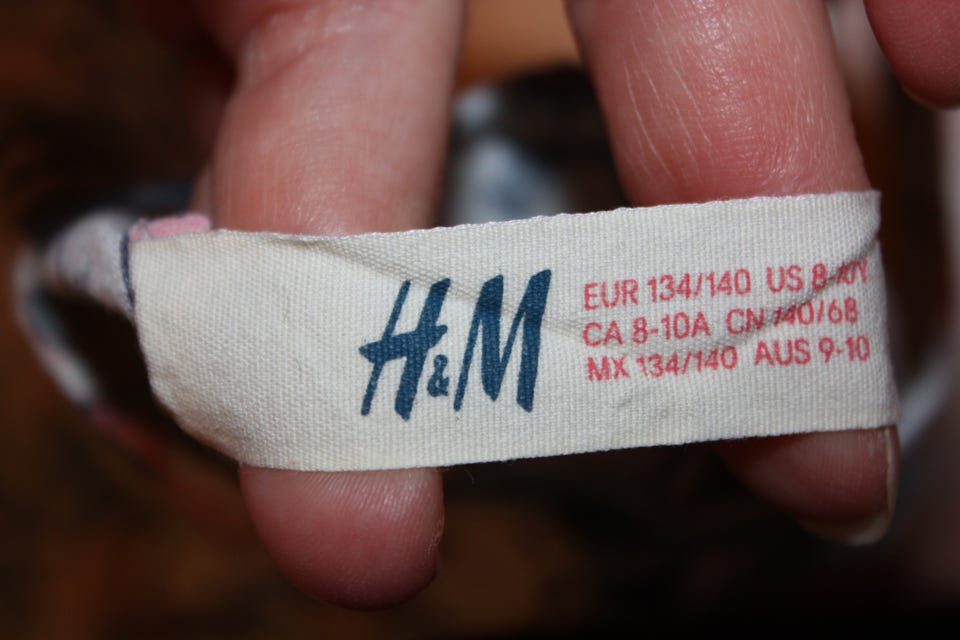 H&M
EUR 134/140 US 8-10Y
CA 8-10A CN 140/68
MX 134/140 AUS 9-10